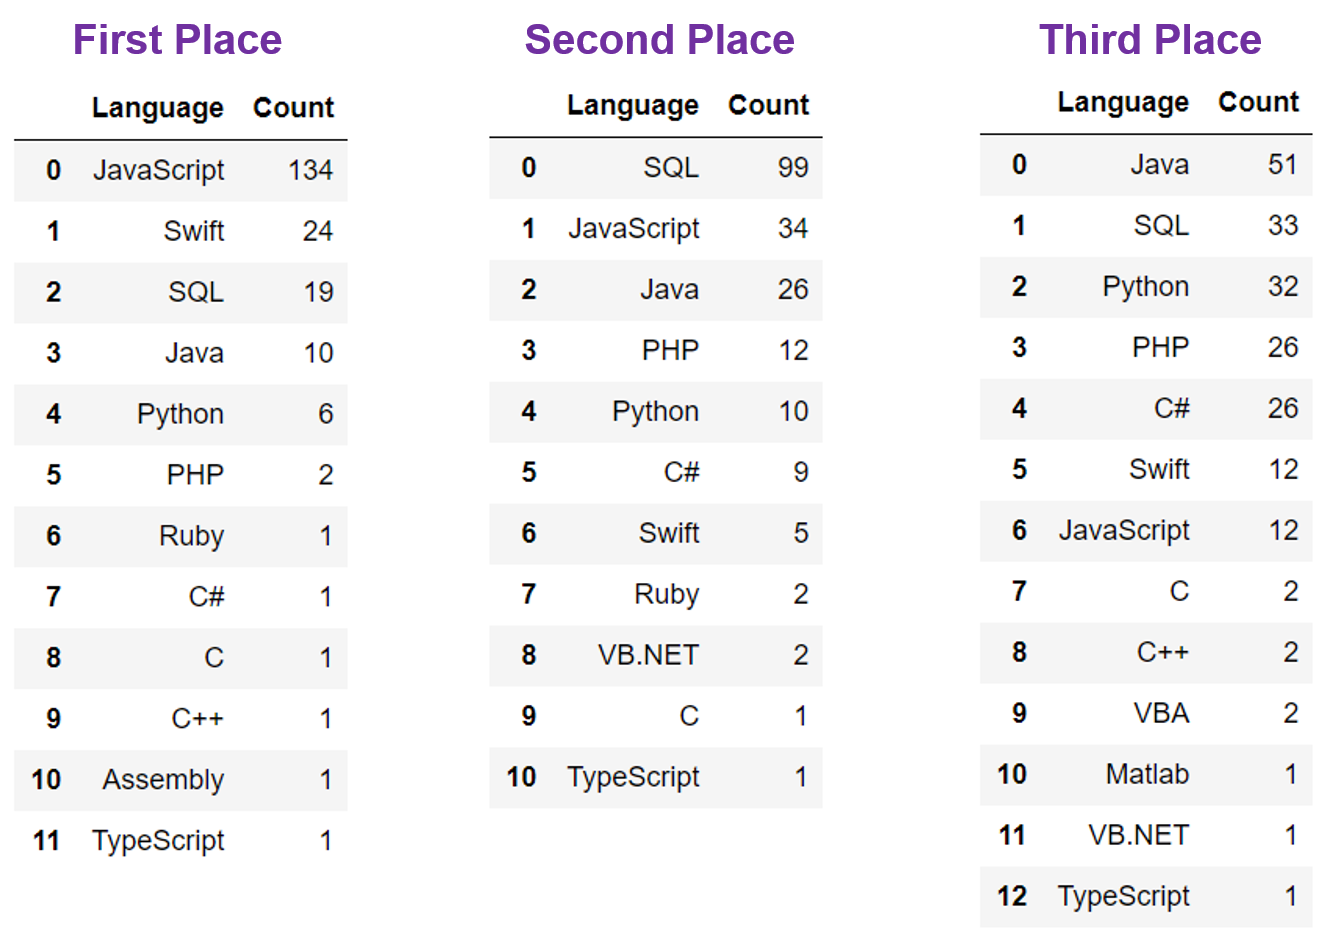 First Place
Language Count
0 JavaScript 134
1 Swift 24
2 SQL 19
3 Java 10
4 Python 6
5 PHP 2
6 Ruby 1
7 C# 1
8 C 1
9 C++ 1
10 Assembly 1
11 TypeScript 1
Second Place
Language Count
0 SQL 99
1 JavaScript 34
2 Java 26
3 PHP 12
4 Python 10
5 C# 9
6 Swift 5
7 Ruby 2
8 VB.NET 2
9 C 1
10 TypeScript 1
Third Place
Language Count
0 Java 51
1 SQL 33
2 Python 32
3 PHP 26
4 C# 26
5 Swift 12
6 JavaScript 12
7 C 2
8 C++ 2
9 VBA 2
10 Matlab 1
11 VB.NET 1
12 TypeScript 1